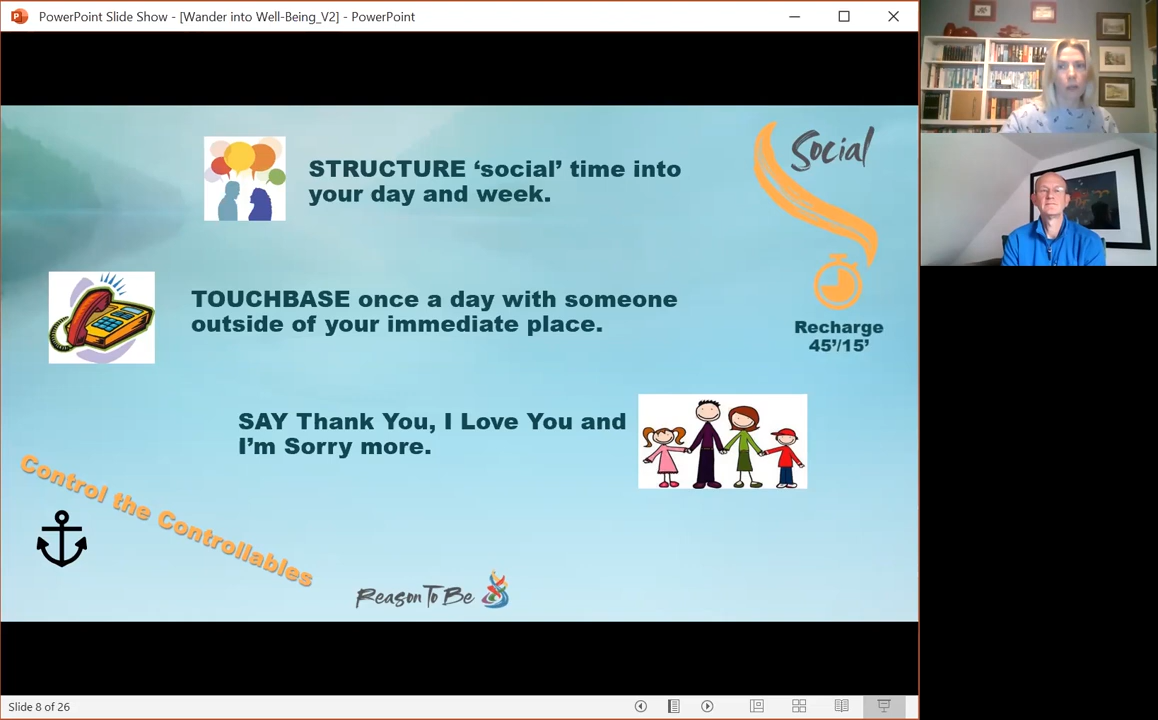 PowerPoint Slide Show - [Wander into Well-Being_V2] - PowerPoint
Social
STRUCTURE ‘social’ time into
your day and week.
TOUCHBASE once a day with someone
outside of your immediate place.
Recharge
45’/15’
SAY Thank You, I Love You and
I’m Sorry more.
Control the Controllables
Reason To Be
Slide 8 of 26